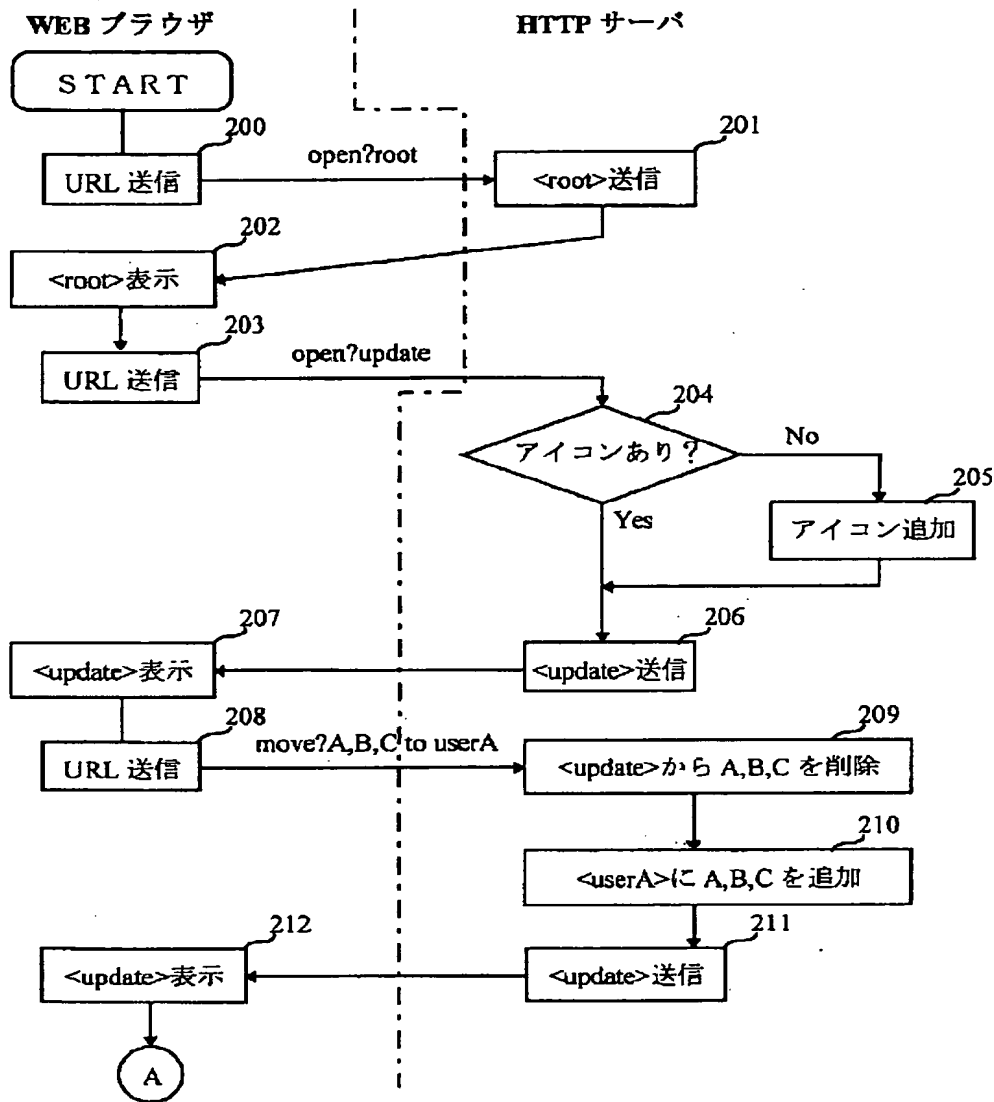 WEB ブラウザ
HTTP サーバ
START
200
URL 送信
open?root
201
<root>送信
202
<root>表示
203
URL 送信
open?update
204
アイコンあり?
No
Yes
205
アイコン追加
206
<update>送信
207
<update>表示
208
URL 送信
move?A,B,C to userA
209
<update>から A,B,C を削除
210
<userA>に A,B,C を追加
211
<update>送信
212
<update>表示
A